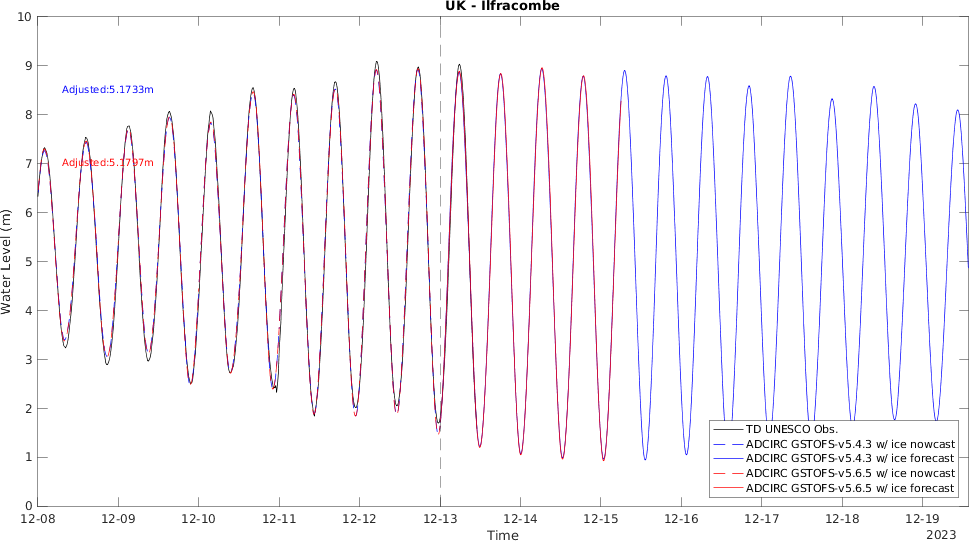 UK - Ilfracombe
10
9
8
7
6
5
4
3
2
1
0
Water Level (m)
Adjusted:5.1733m
Adjusted:5.1797m
TD UNESCO Obs.
ADCIRC GSTOFS-v5.4.3 w/ ice nowcast
ADCIRC GSTOFS-v5.4.3 w/ ice forecast
ADCIRC GSTOFS-v5.6.5 w/ ice nowcast
ADCIRC GSTOFS-v5.6.5 w/ ice forecast
12-08 12-09 12-10 12-11 12-12 12-13 12-14 12-15 12-16 12-17 12-18 12-19
Time
2023